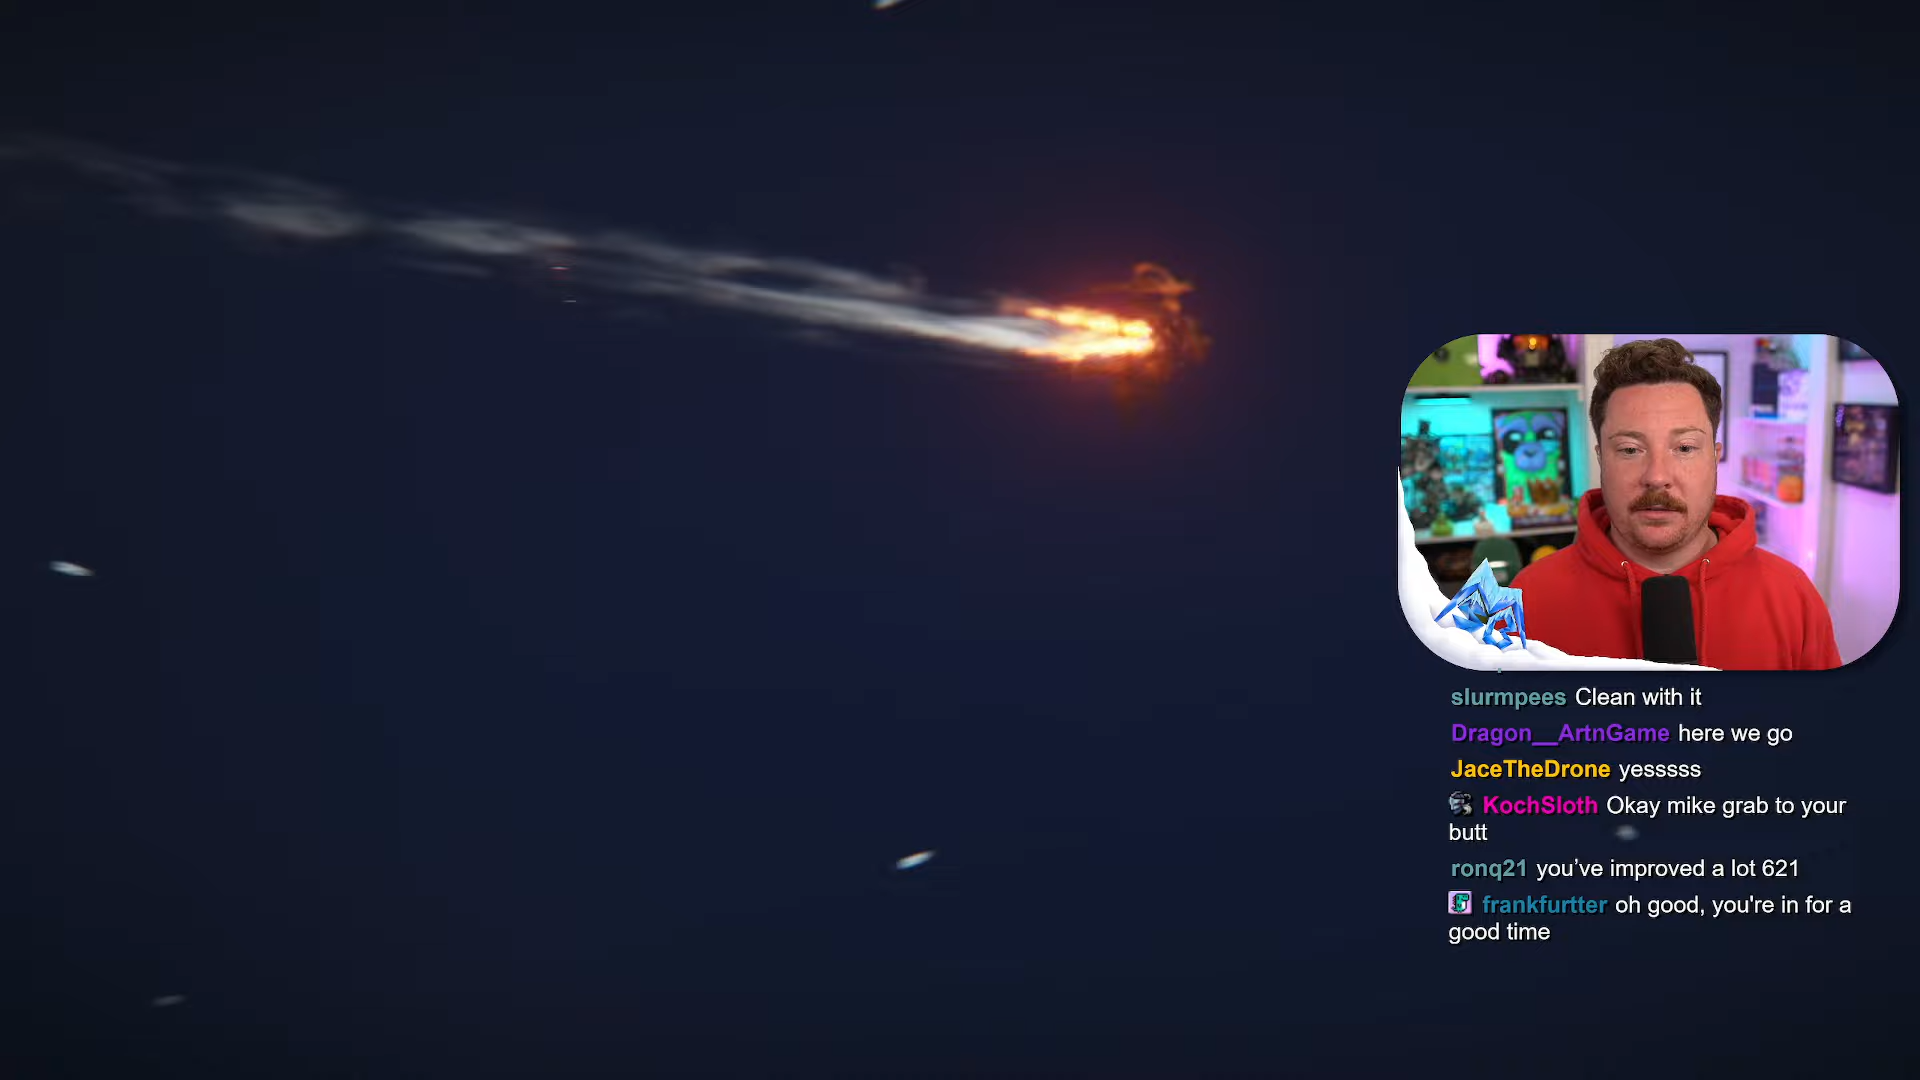 slurmpees Clean with it
Dragon__ArtnGame here we go
JaceTheDrone yesssss
KochSloth Okay mike grab to your
butt
ronq21 you’ve improved a lot 621
frankfurtter oh good, you're in for a
good time